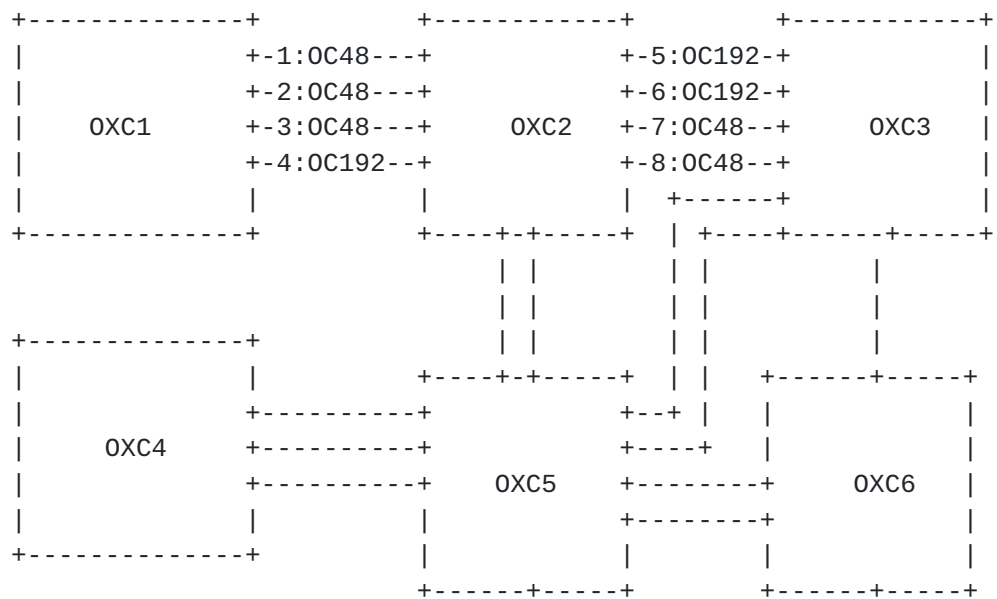 +--------------+          +------------+         +------------+
|              +-1:OC48---+            +-5:OC192-+            |
|              +-2:OC48---+            +-6:OC192-+            |
|    OXC1      +-3:OC48---+     OXC2   +-7:OC48--+     OXC3   |
|              +-4:OC192--+            +-8:OC48--+            |
|              |          |            |  +------+            |
+--------------+          +----+-+-----+  | +----+------+-----+
                               | |        | |          |
                               | |        | |          |
+--------------+               | |        | |          |
|              |          +----+-+-----+  | |   +------+-----+
|              +----------+            +--+ |   |            |
|     OXC4     +----------+            +----+   |            |
|              +----------+    OXC5    +--------+     OXC6   |
|              |          |            +--------+            |
+--------------+          |            |        |            |
                          +------+-----+        +------+-----+